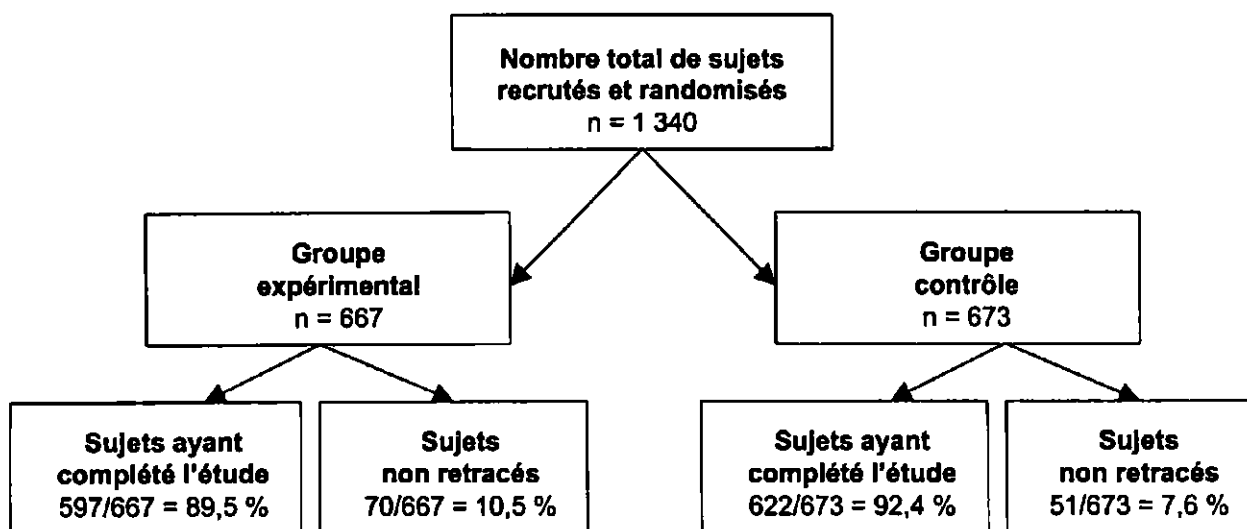 Nombre total de sujets
recrutés et randomisés
n = 1 340
Groupe
expérimental
n = 667
Groupe
contrôle
n = 673
Sujets ayant
complété l'étude
597/667 = 89,5 %
Sujets
non retracés
70/667 = 10,5 %
Sujets ayant
complété l'étude
622/673 = 92,4 %
Sujets
non retracés
51/673 = 7,6 %